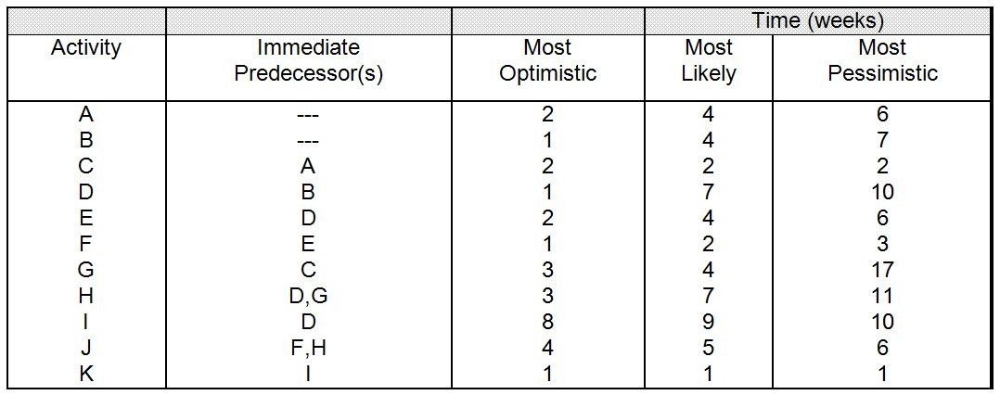 Time (weeks)
Activity Immediate Predecessor(s) Most Optimistic Most Likely Most Pessimistic
A --- 2 4 6
B --- 1 4 7
C A 2 2 2
D B 1 7 10
E D 2 4 6
F E 1 2 3
G C 3 4 17
H D,G 3 7 11
I D 8 9 10
J F,H 4 5 6
K I 1 1 1